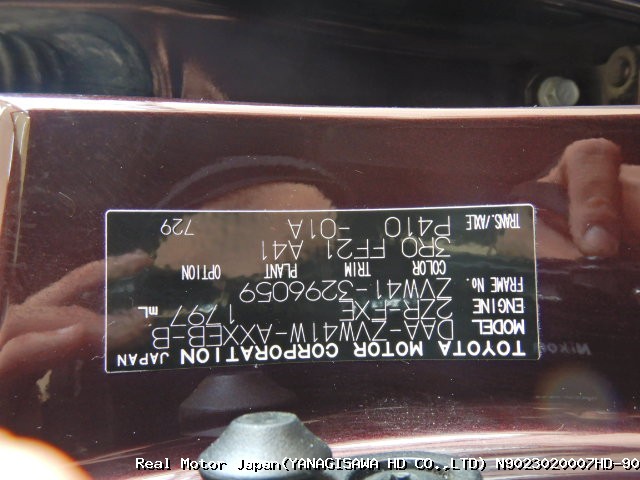 TOYOTA MOTOR CORPORATION JAPAN
MODEL DAA-ZVW41W-AXXEB-B
ENGINE 2ZR-FXE 1797 mL
FRAME No. ZVW41-3296059
COLOR TRIM PLANT OPTION
3R0 FF21 A41
TRANS./AXLE P410 -01A 729
Real Motor Japan(YANAGISAWA HD CO.,LTD) N9023020007HD-90